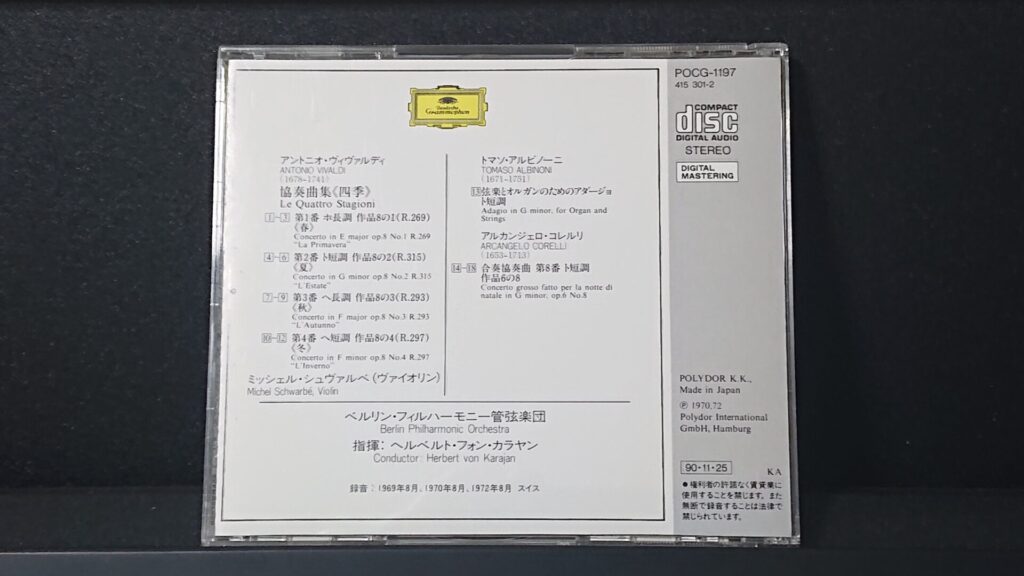 Deutsche
Grammophon
アントニオ・ヴィヴァルディ
ANTONIO VIVALDI
(1678-1741)
協奏曲集《四季》
Le Quattro Stagioni
1-3 第1番 ホ長調 作品8の1(R.269)
《春》
Concerto in E major op.8 No.1 R.269
"La Primavera"
4-6 第2番 ト短調 作品8の2(R.315)
《夏》
Concerto in G minor op.8 No.2 R.315
"L'Estate"
7-9 第3番 ヘ長調 作品8の3(R.293)
《秋》
Concerto in F major op.8 No.3 R.293
"L'Autunno"
10-12 第4番 ヘ短調 作品8の4(R.297)
《冬》
Concerto in F minor op.8 No.4 R.297
"L'Inverno"
ミッシェル・シュヴァルベ(ヴァイオリン)
Michel Schwarbé, Violin
トマソ・アルビノーニ
TOMASO ALBINONI
(1671-1751)
13 弦楽とオルガンのためのアダージョ
ト短調
Adagio in G minor, for Organ and
Strings
アルカンジェロ・コレルリ
ARCANGELO CORELLI
(1653-1713)
14-18 合奏協奏曲 第8番 ト短調
作品6の8
Concerto grosso fatto per la notte di
natale in G minor, op.6 No.8
ベルリン・フィルハーモニー管弦楽団
Berlin Philharmonic Orchestra
指揮:ヘルベルト・フォン・カラヤン
Conductor: Herbert von Karajan
録音:1969年8月、1970年8月、1972年8月 スイス
POCG-1197
415 301-2
COMPACT
disc
DIGITAL AUDIO
STEREO
DIGITAL
MASTERING
POLYDOR K.K.,
Made in Japan
℗ 1970,72
Polydor International
GmbH, Hamburg
90・11・25
KA
●権利者の許諾なく賃貸業に
使用することを禁じます。また
無断で録音することは法律で
禁じられています。